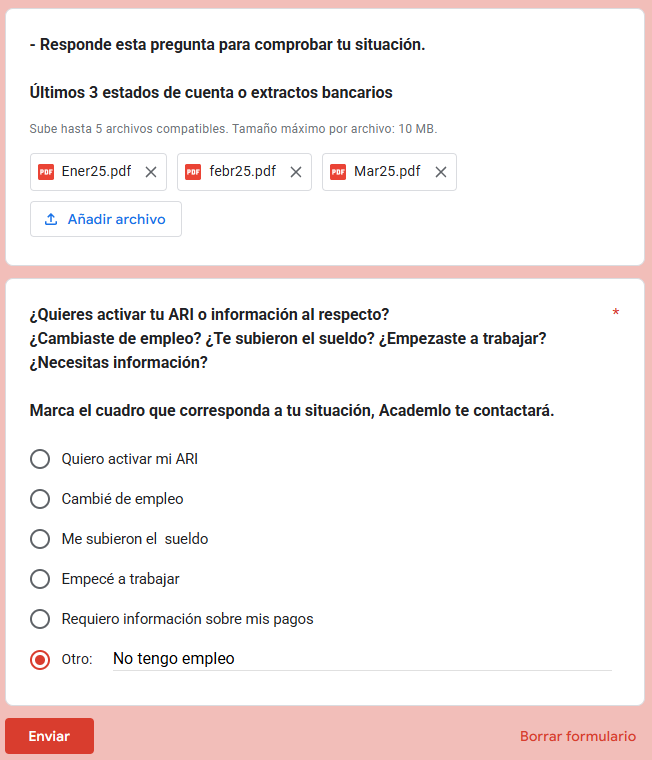 - Responde esta pregunta para comprobar tu situación.
Últimos 3 estados de cuenta o extractos bancarios
Sube hasta 5 archivos compatibles. Tamaño máximo por archivo: 10 MB.
PDF Ener25.pdf PDF febr25.pdf PDF Mar25.pdf
Añadir archivo
¿Quieres activar tu ARI o información al respecto? *
¿Cambiaste de empleo? ¿Te subieron el sueldo? ¿Empezaste a trabajar?
¿Necesitas información?
Marca el cuadro que corresponda a tu situación, Academlo te contactará.
Quiero activar mi ARI
Cambié de empleo
Me subieron el  sueldo
Empecé a trabajar
Requiero información sobre mis pagos
Otro: No tengo empleo
Enviar Borrar formulario